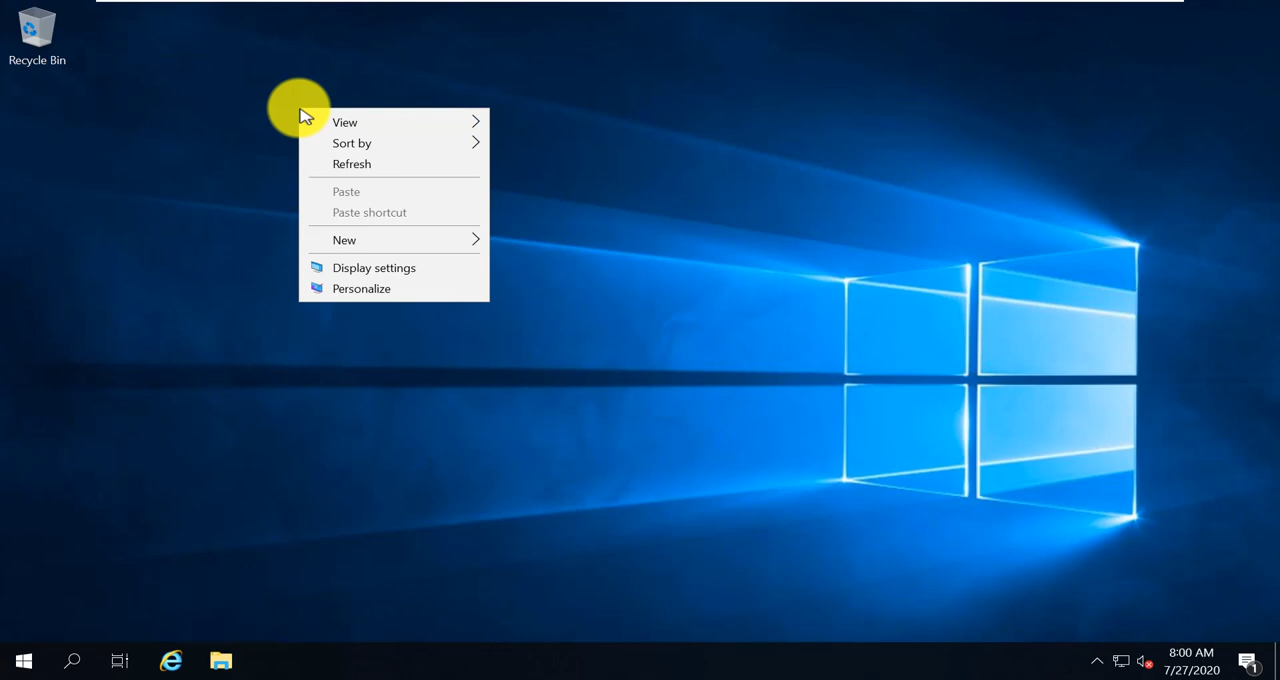 Recycle Bin
View
Sort by
Refresh
Paste
Paste shortcut
New
Display settings
Personalize
8:00 AM
7/27/2020
1